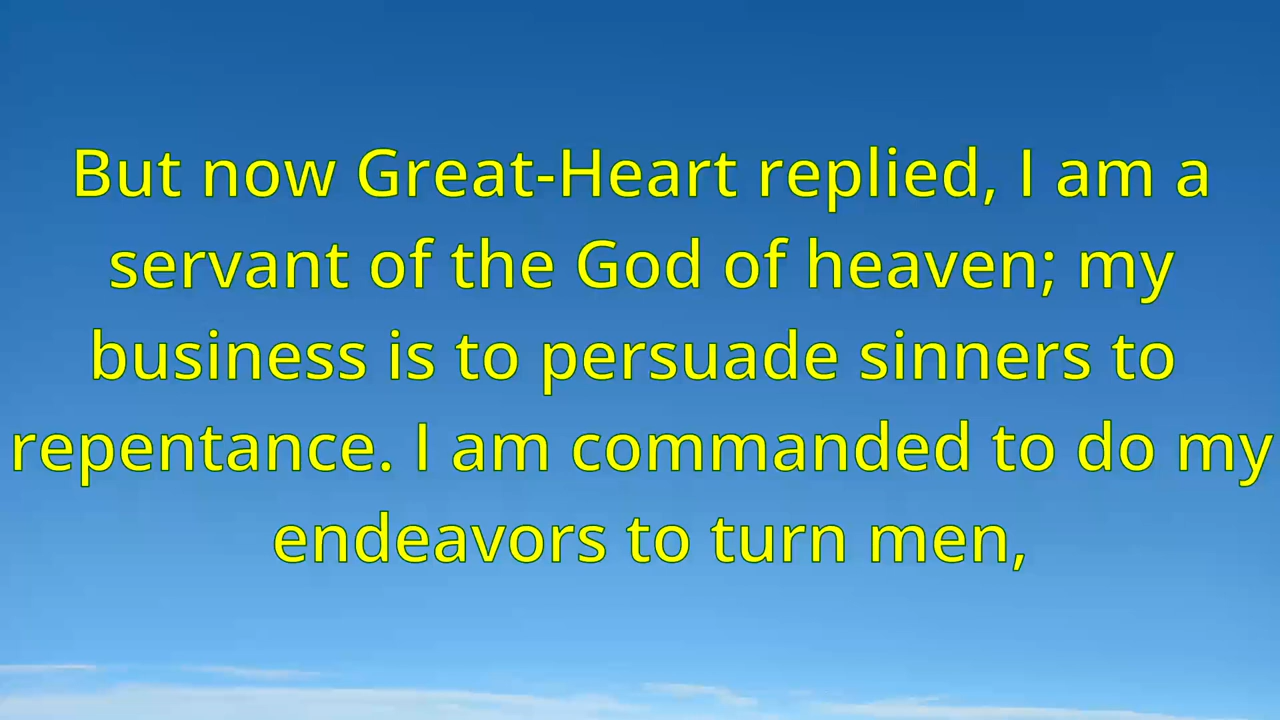 But now Great-Heart replied, I am a
servant of the God of heaven; my
business is to persuade sinners to
repentance. I am commanded to do my
endeavors to turn men,